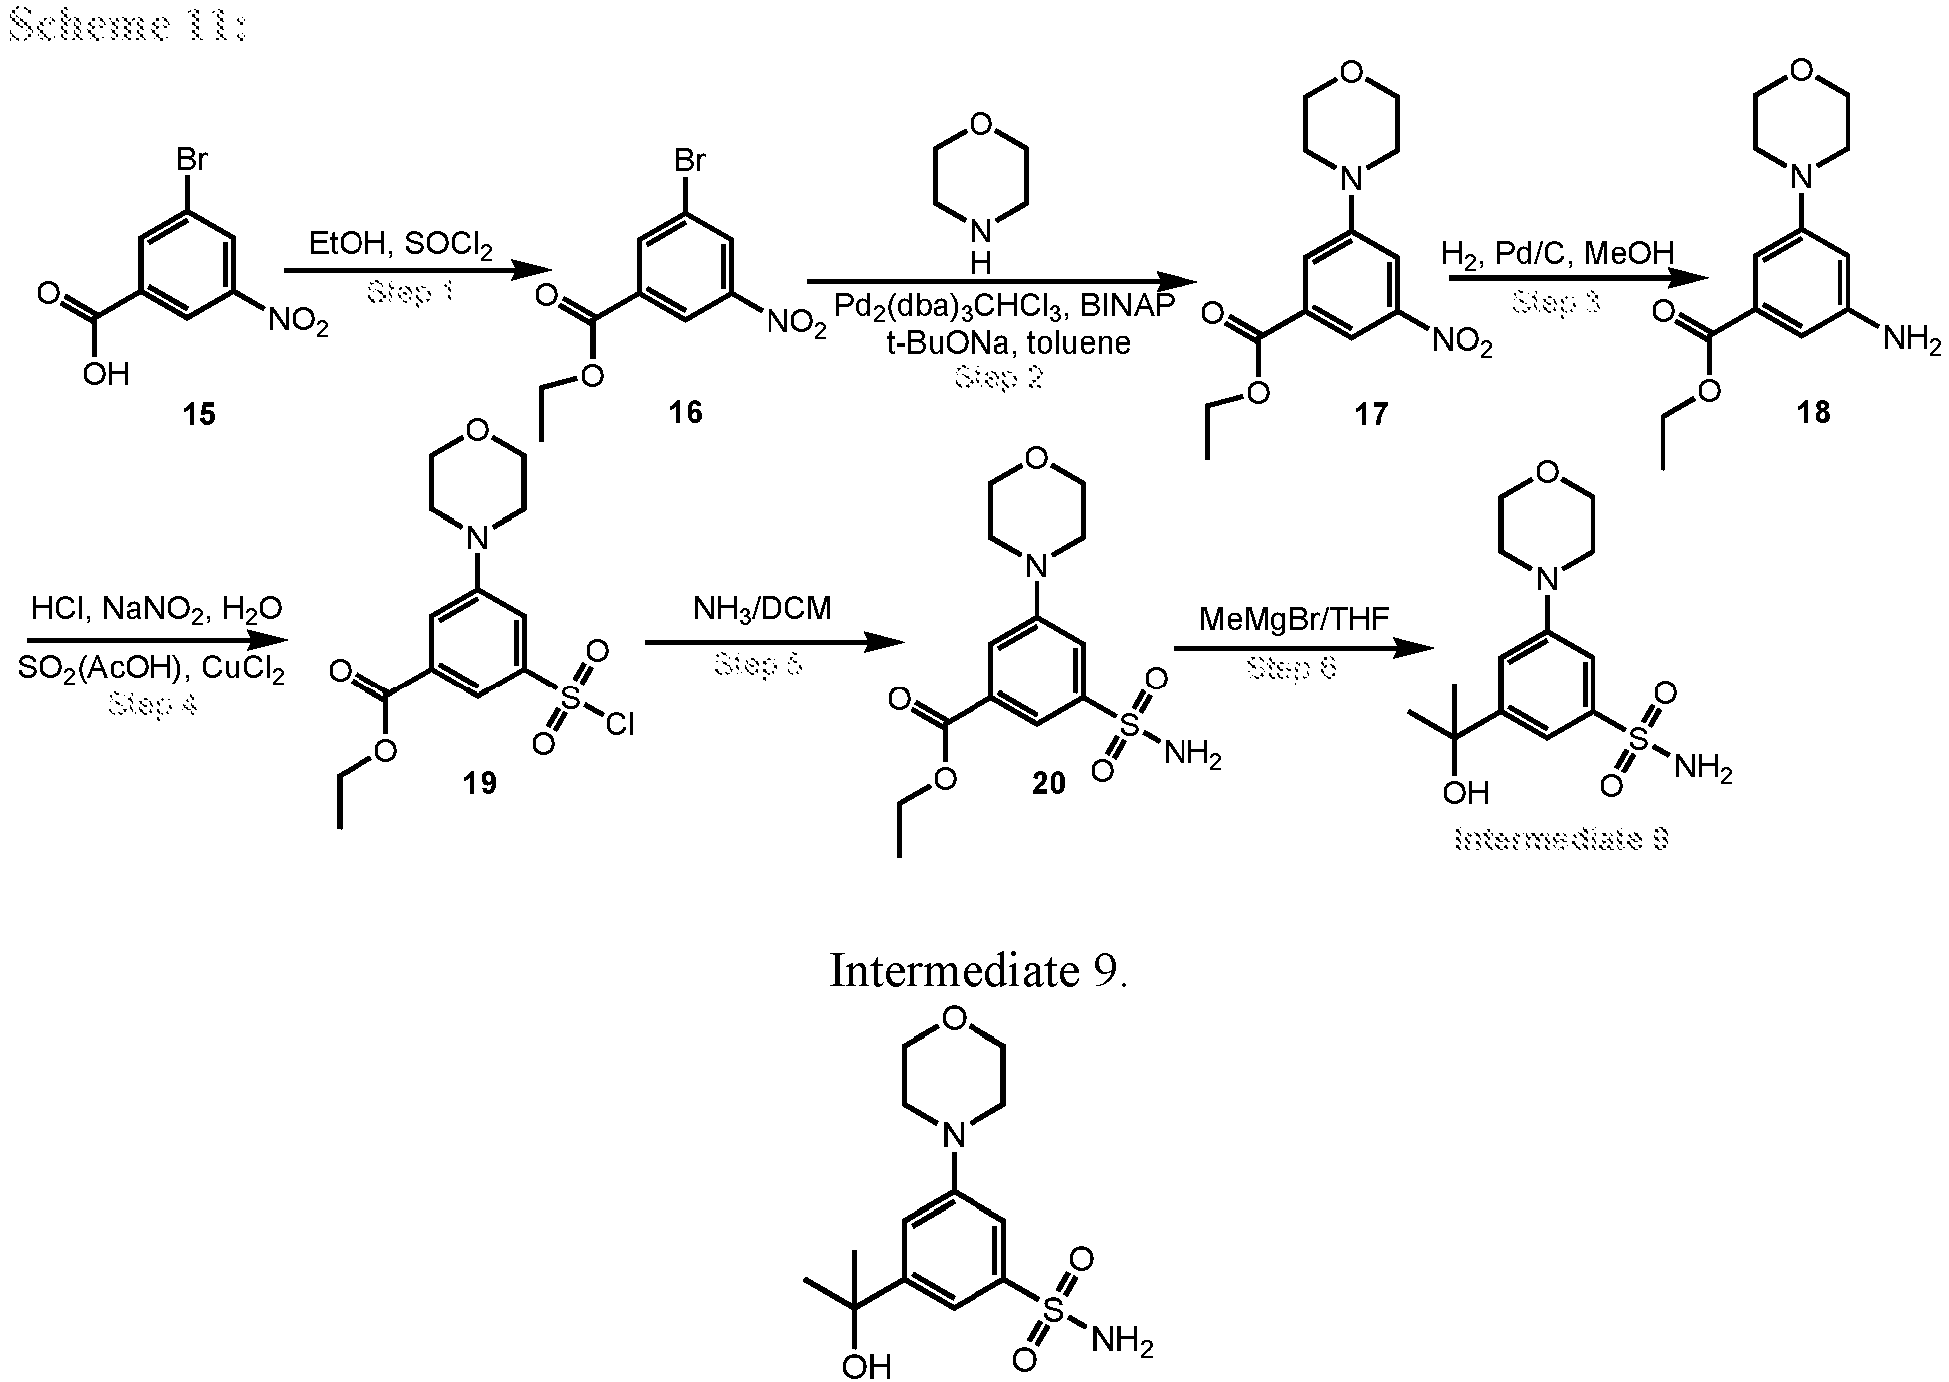 Scheme 11:
Br
O
OH
NO2
15
EtOH, SOCl2
Step 1
Br
O
O
NO2
16
O
N
H
Pd2(dba)3CHCl3, BINAP
t-BuONa, toluene
Step 2
O
N
O
O
NO2
17
H2, Pd/C, MeOH
Step 3
O
N
O
O
NH2
18
HCl, NaNO2, H2O
SO2(AcOH), CuCl2
Step 4
O
N
O
O
O
S
Cl
O
19
NH3/DCM
Step 5
O
N
O
O
O
S
NH2
O
20
MeMgBr/THF
Step 6
O
N
O
S
NH2
O
OH
Intermediate 9
Intermediate 9.
O
N
O
S
NH2
O
OH